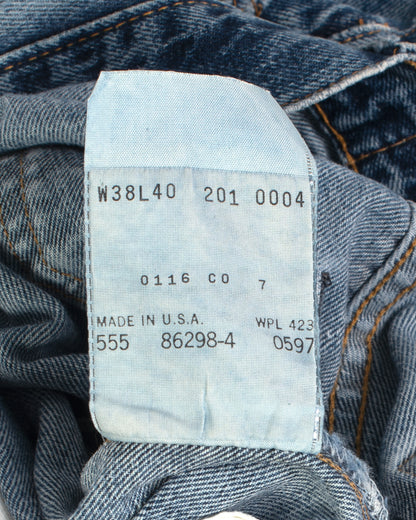 W38L40 201 0004
0116 CO 7
MADE IN U.S.A. WPL 423
555 86298-4 0597